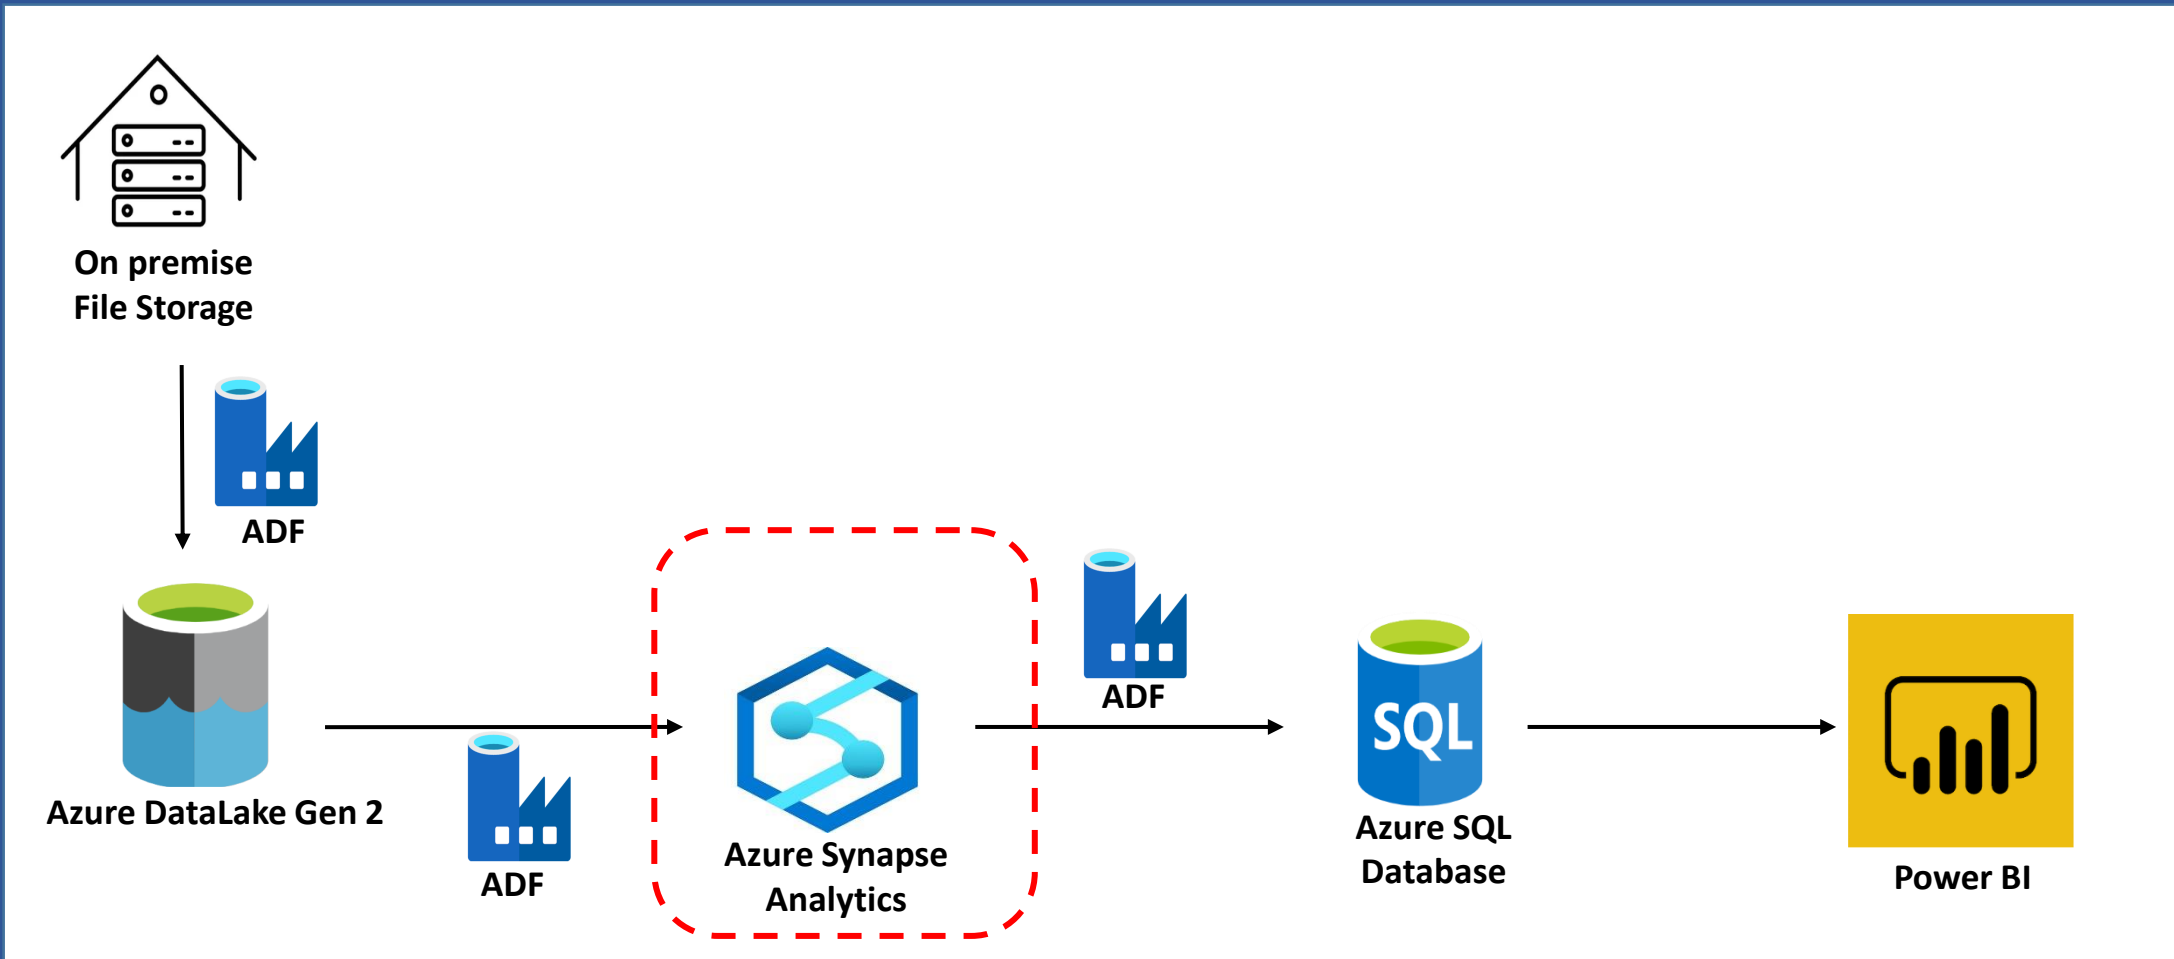 On premise
File Storage
ADF
Azure DataLake Gen 2
ADF
Azure Synapse
Analytics
ADF
SQL
Azure SQL
Database
Power BI